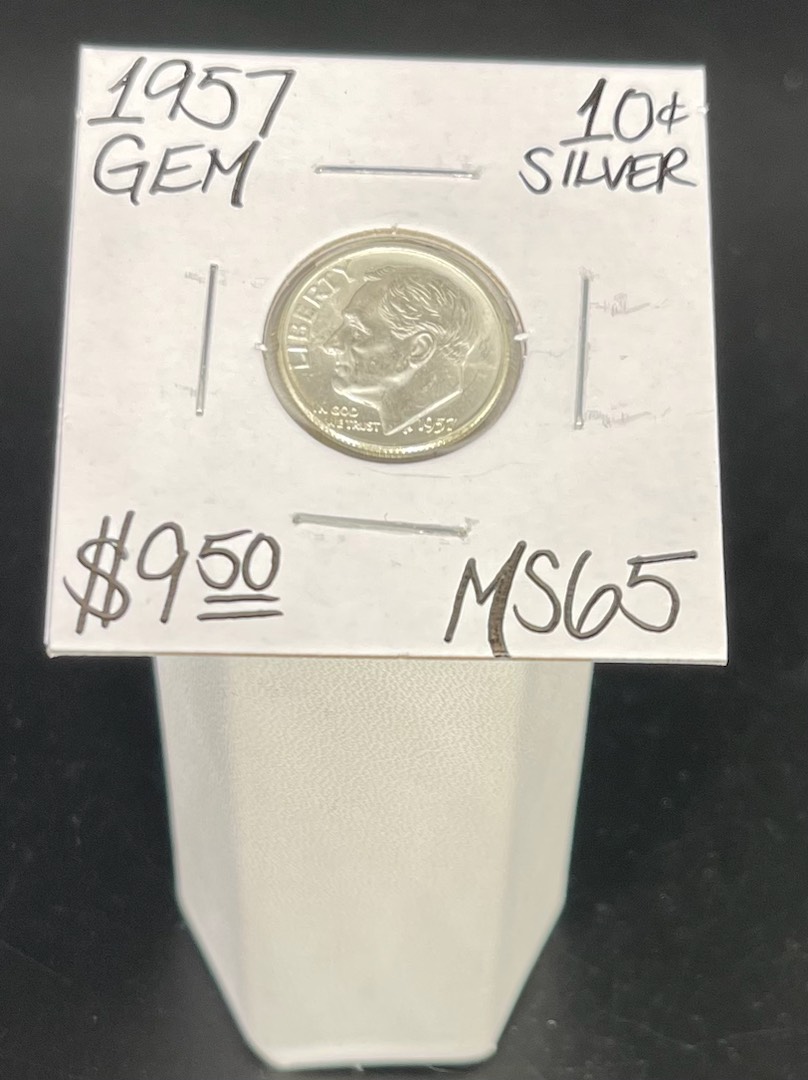 1957
GEM
10¢
SILVER
LIBERTY
IN GOD
WE TRUST
1957
$9.50
MS65